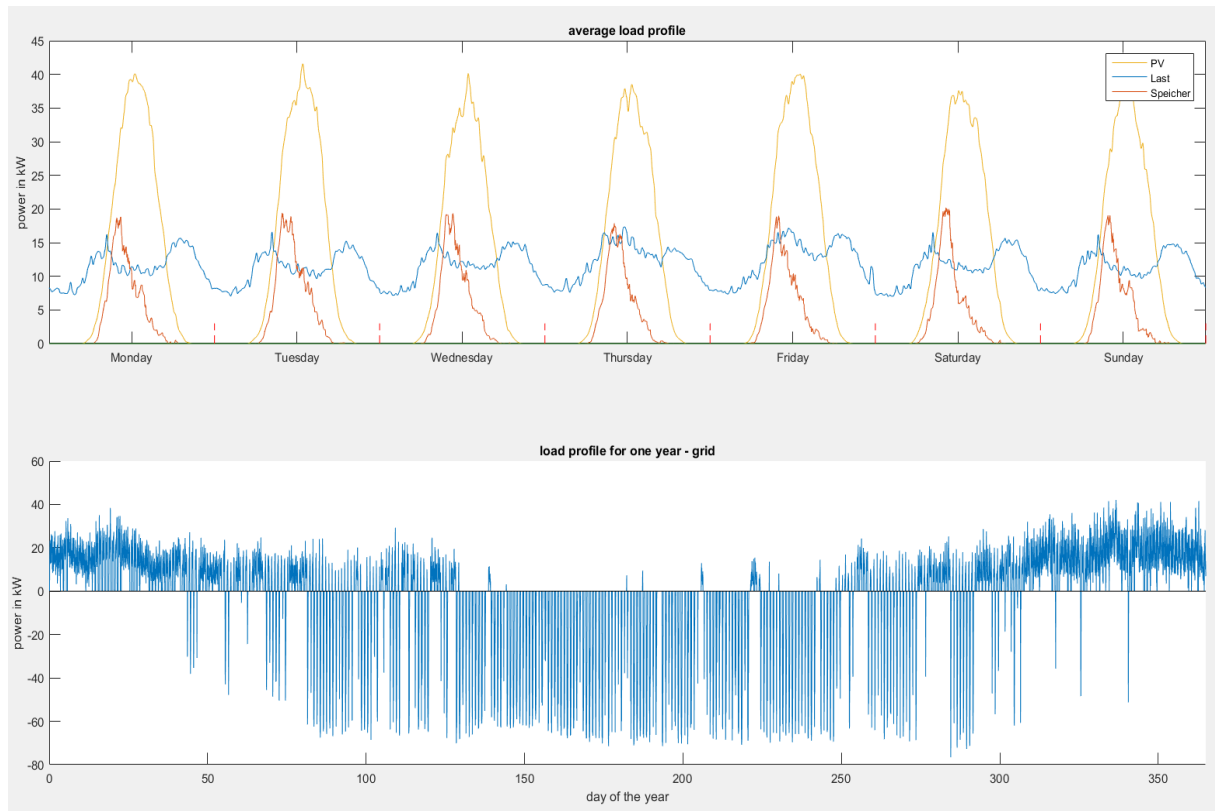 average load profile
45
40
35
30
25
20
15
10
5
0
power in kW
PV
Last
Speicher
Monday
Tuesday
Wednesday
Thursday
Friday
Saturday
Sunday
load profile for one year - grid
60
40
20
0
-20
-40
-60
-80
power in kW
0
50
100
150
200
250
300
350
day of the year